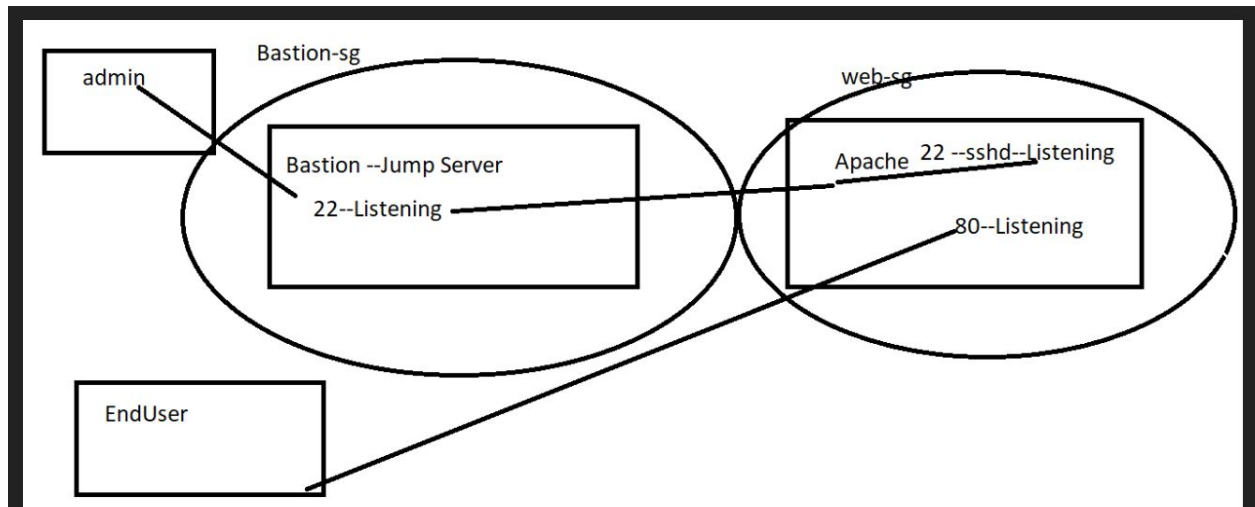 Bastion-sg
admin
web-sg
Bastion --Jump Server
22--Listening
Apache
22 --sshd--Listening
80--Listening
EndUser